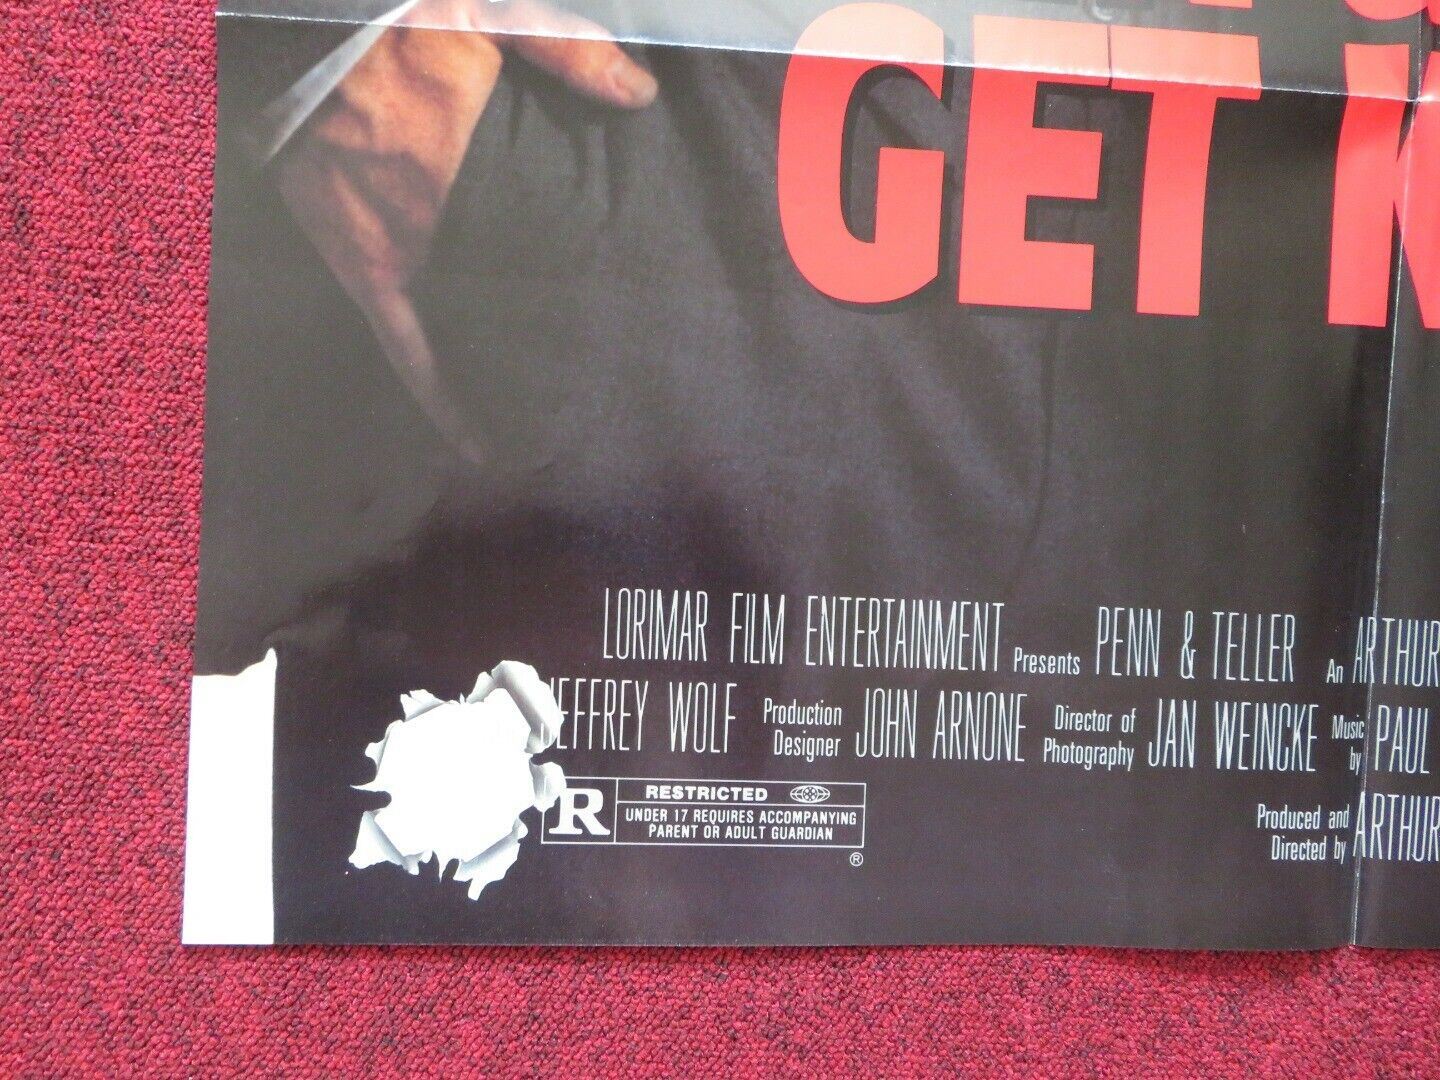 GET
LORIMAR FILM ENTERTAINMENT Presents PENN & TELLER An ARTHUR
JEFFREY WOLF Production Designer JOHN ARNONE Director of Photography JAN WEINCKE Music by PAUL
R RESTRICTED
UNDER 17 REQUIRES ACCOMPANYING
PARENT OR ADULT GUARDIAN
®
Produced and Directed by ARTHUR